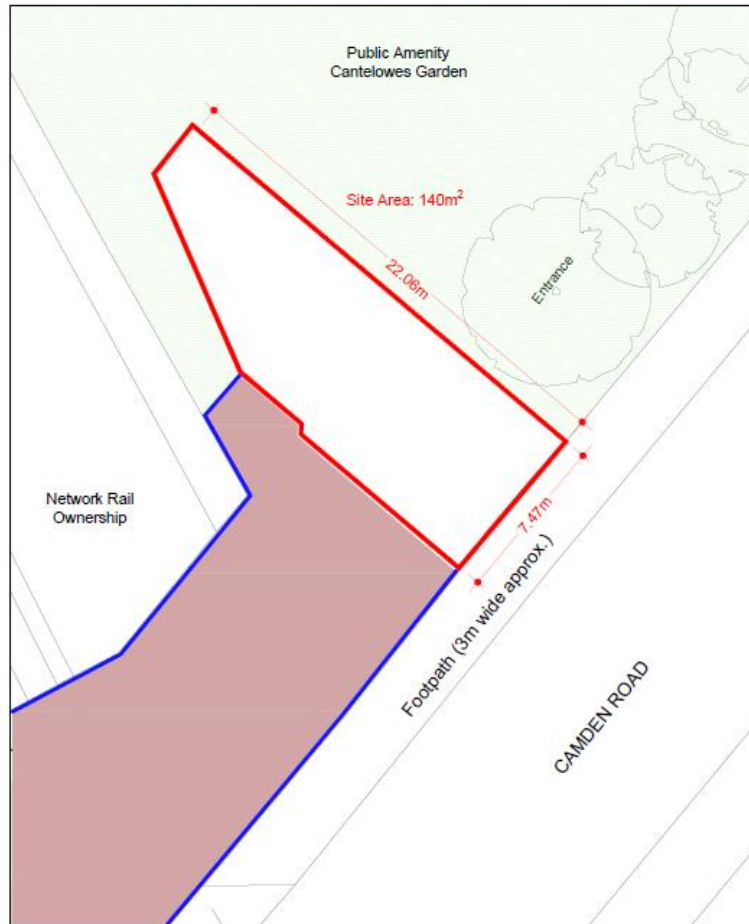 Public Amenity
Cantelowes Garden
Site Area: 140m²
22.06m
Entrance
Network Rail
Ownership
7.47m
Footpath (3m wide approx.)
CAMDEN ROAD